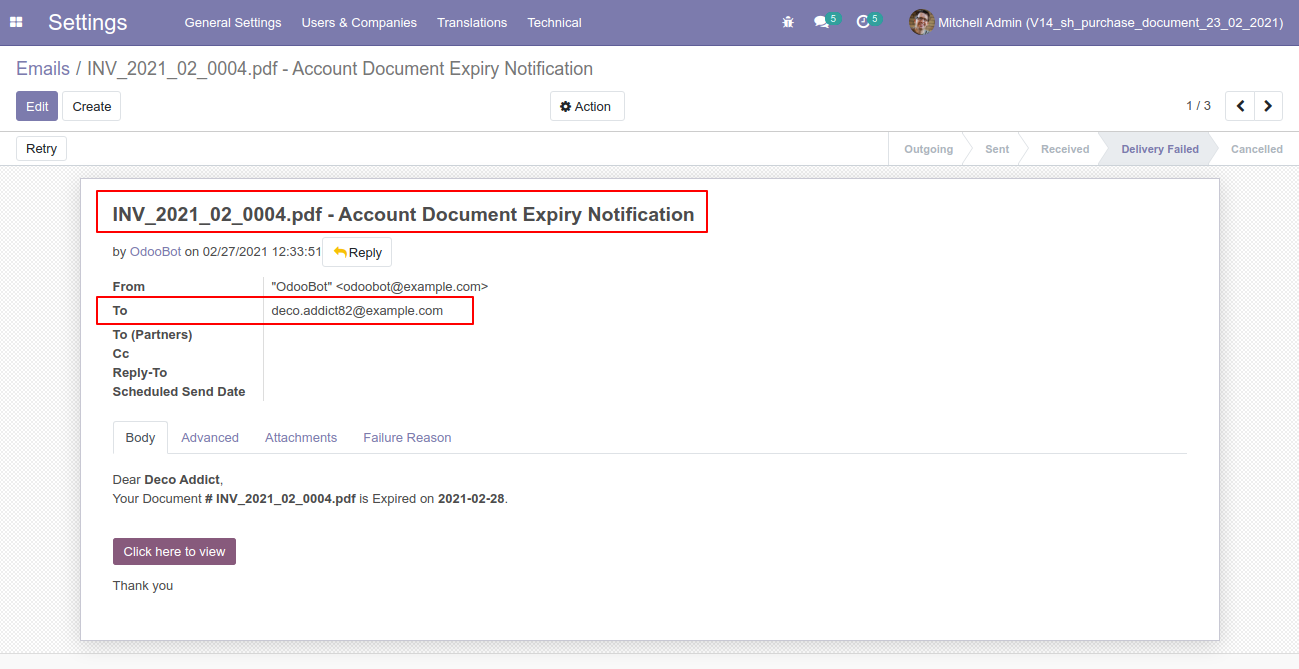 Settings General Settings Users & Companies Translations Technical 5 5 Mitchell Admin (V14_sh_purchase_document_23_02_2021)
Emails / INV_2021_02_0004.pdf - Account Document Expiry Notification
Edit Create Action 1 / 3
Retry Outgoing Sent Received Delivery Failed Cancelled
INV_2021_02_0004.pdf - Account Document Expiry Notification
by OdooBot on 02/27/2021 12:33:51 Reply
From "OdooBot" <odoobot@example.com>
To deco.addict82@example.com
To (Partners)
Cc
Reply-To
Scheduled Send Date
Body Advanced Attachments Failure Reason
Dear Deco Addict,
Your Document # INV_2021_02_0004.pdf is Expired on 2021-02-28.
Click here to view
Thank you